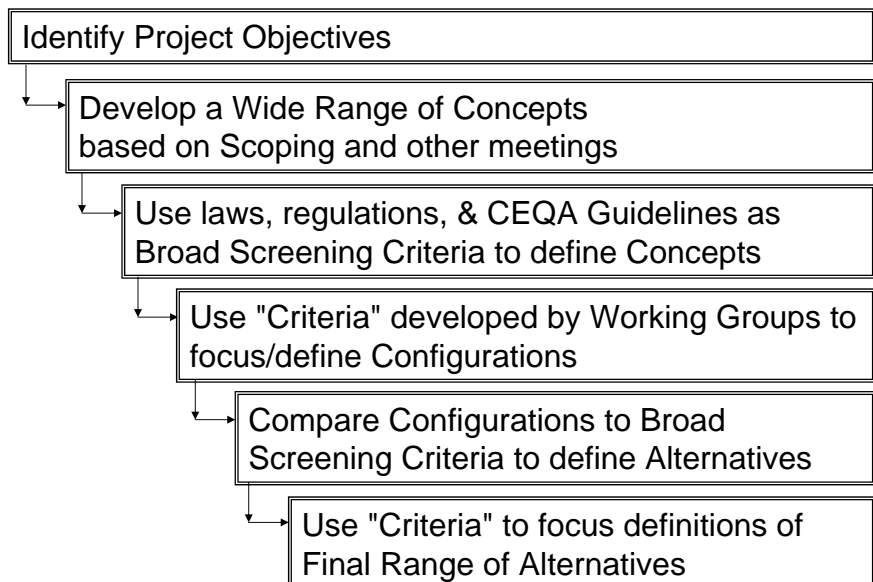 Identify Project Objectives
Develop a Wide Range of Concepts
based on Scoping and other meetings
Use laws, regulations, & CEQA Guidelines as
Broad Screening Criteria to define Concepts
Use "Criteria" developed by Working Groups to
focus/define Configurations
Compare Configurations to Broad
Screening Criteria to define Alternatives
Use "Criteria" to focus definitions of
Final Range of Alternatives